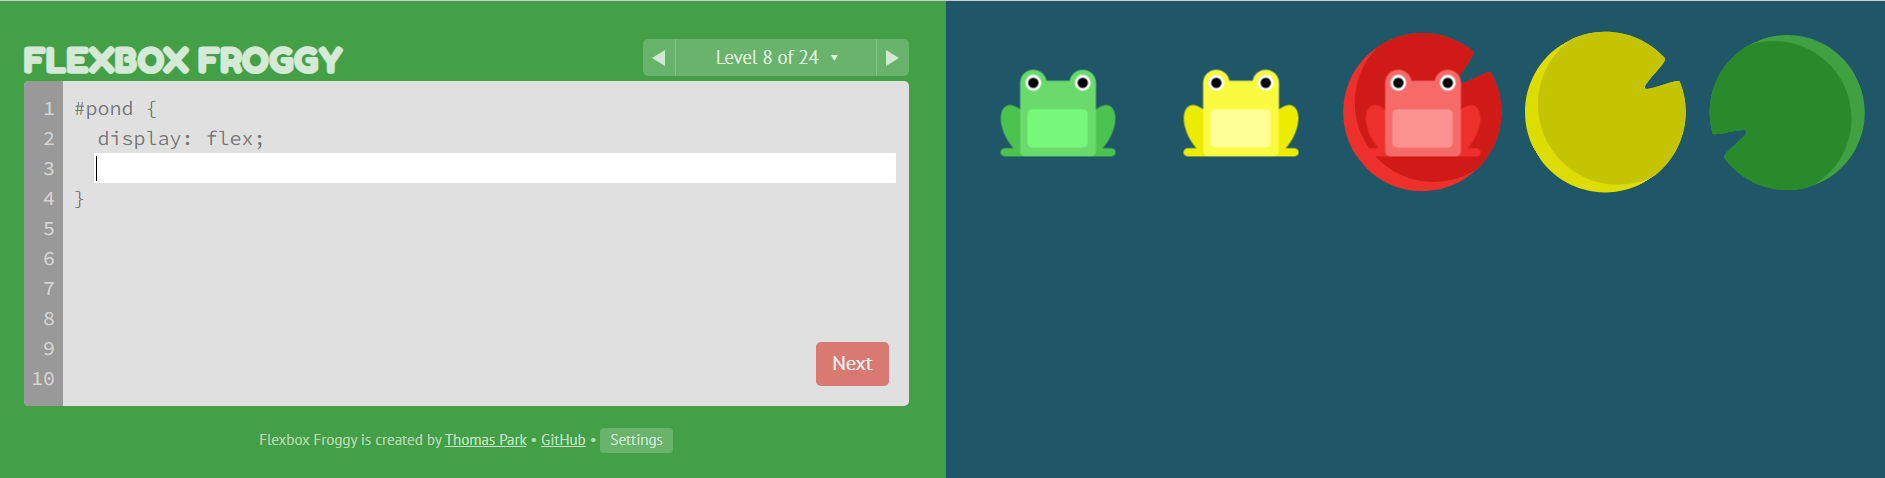 FLEXBOX FROGGY
◀ Level 8 of 24 ▼ ▶
1 #pond {
2 display: flex;
3
4 }
5
6
7
8
9
10
Next
Flexbox Froggy is created by Thomas Park • GitHub • Settings